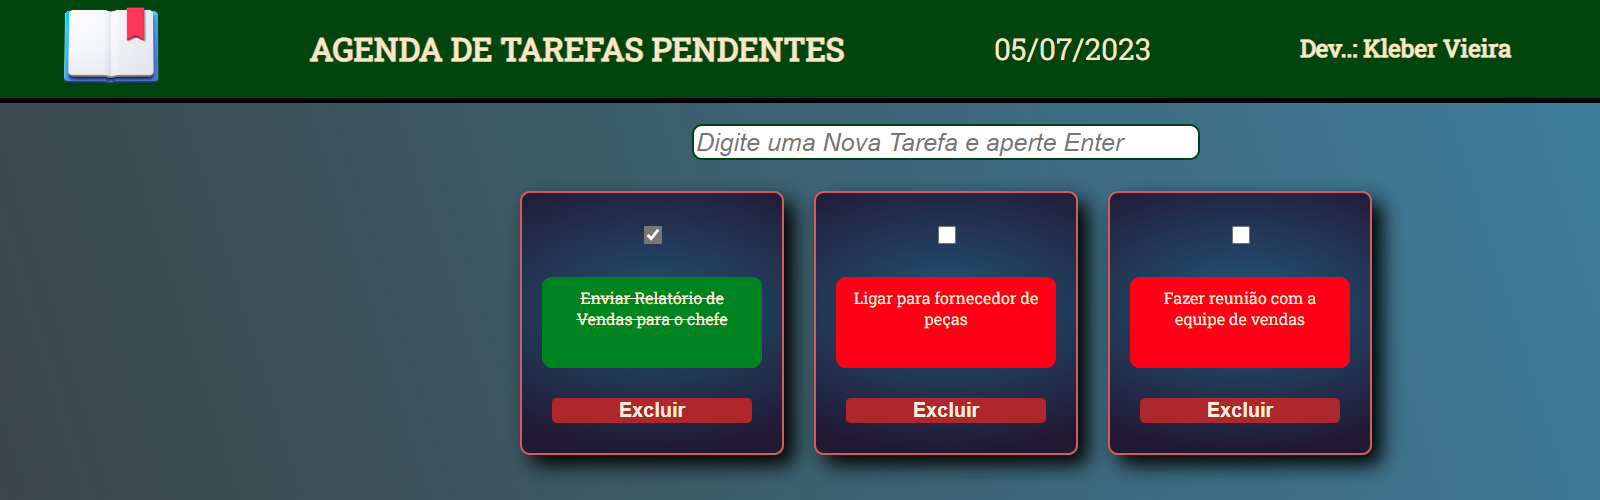 AGENDA DE TAREFAS PENDENTES
05/07/2023
Dev..: Kleber Vieira
Digite uma Nova Tarefa e aperte Enter
Enviar Relatório de
Vendas para o chefe
Excluir
Ligar para fornecedor de
peças
Excluir
Fazer reunião com a
equipe de vendas
Excluir